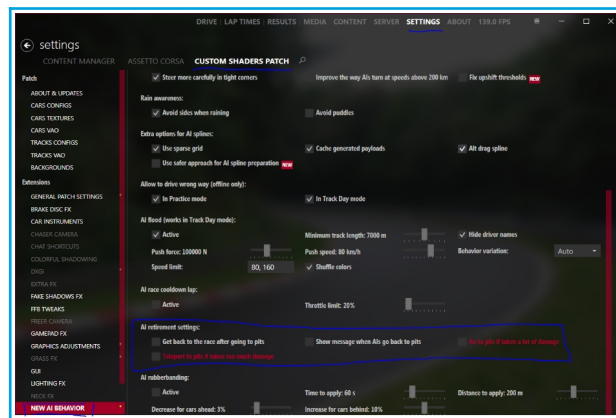 DRIVE | LAP TIMES | RESULTS MEDIA CONTENT SERVER SETTINGS ABOUT 139.0 FPS
settings
CONTENT MANAGER ASSETTO CORSA CUSTOM SHADERS PATCH
Patch
ABOUT & UPDATES
CARS CONFIGS
CARS TEXTURES
CARS VAO
TRACKS CONFIGS
TRACKS VAO
BACKGROUNDS
Extensions
GENERAL PATCH SETTINGS
BRAKE DISC FX
CAR INSTRUMENTS
CHASER CAMERA
CHAT SHORTCUTS
COLORFUL SHADOWING
DXGI
EXTRA FX
FAKE SHADOWS FX
FFB TWEAKS
FREER CAMERA
GAMEPAD FX
GRAPHICS ADJUSTMENTS
GRASS FX
GUI
LIGHTING FX
NECK FX
NEW AI BEHAVIOR
Steer more carefully in tight corners Improve the way AIs turn at speeds above 200 km Fix upshift thresholds NEW
Rain awareness:
Avoid sides when raining Avoid puddles
Extra options for AI splines:
Use sparse grid Cache generated payloads Alt drag spline
Use safer approach for AI spline preparation NEW
Allow to drive wrong way (offline only):
In Practice mode In Track Day mode
AI flood (works in Track Day mode):
Active Minimum track length: 7000 m Hide driver names
Push force: 100000 N Push speed: 80 km/h Behavior variation: Auto
Speed limit: 80, 160 Shuffle colors
AI race cooldown lap:
Active Throttle limit: 20%
AI retirement settings:
Get back to the race after going to pits Show message when AIs go back to pits Go to pits if takes a lot of damage
Teleport to pits if takes too much damage
AI rubberbanding:
Active Time to apply: 60 s Distance to apply: 200 m
Decrease for cars ahead: 3% Increase for cars behind: 10%